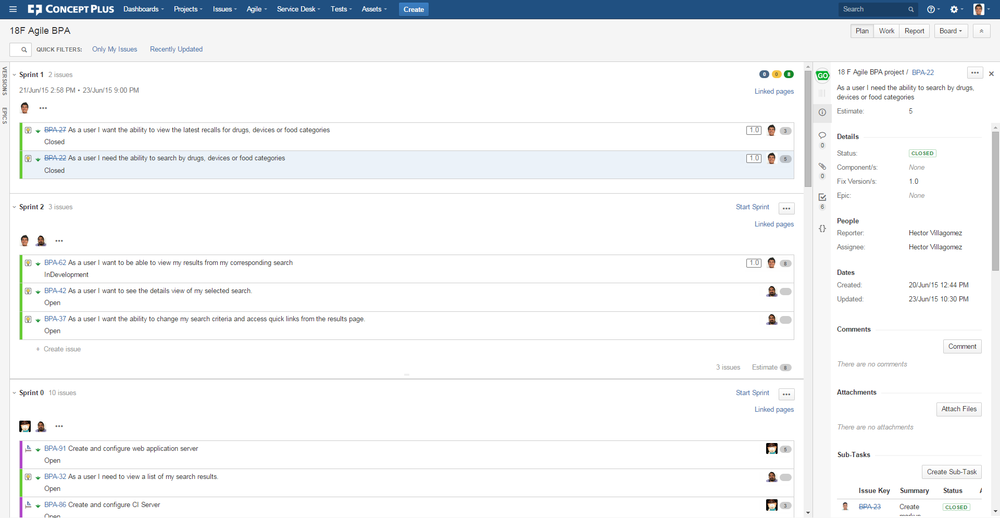 CONCEPT PLUS Dashboards Projects Issues Agile Service Desk Tests Assets Create Search
18F Agile BPA Plan Work Report Board
QUICK FILTERS: Only My Issues Recently Updated
VERSIONS
EPICS
Sprint 1 2 issues 0 0 8
21/Jun/15 2:58 PM • 23/Jun/15 9:00 PM Linked pages
•••
BPA-27 As a user I want the ability to view the latest recalls for drugs, devices or food categories 1.0 3
Closed
BPA-22 As a user I need the ability to search by drugs, devices or food categories 1.0 5
Closed
Sprint 2 3 issues Start Sprint •••
Linked pages
•••
BPA-62 As a user I want to be able to view my results from my corresponding search 1.0 8
InDevelopment
BPA-42 As a user I want to see the details view of my selected search.
Open
BPA-37 As a user I want the ability to change my search criteria and access quick links from the results page.
Open
+ Create issue
3 issues Estimate 8
Sprint 0 10 issues Start Sprint •••
Linked pages
•••
BPA-91 Create and configure web application server 5
Open
BPA-32 As a user I need to view a list of my search results.
Open
BPA-86 Create and configure CI Server 3
Open
GO
0
0
6
{}
18 F Agile BPA project / BPA-22 •••
As a user I need the ability to search by drugs,
devices or food categories
Estimate: 5
Details
Status: CLOSED
Component/s: None
Fix Version/s: 1.0
Epic: None
People
Reporter: Hector Villagomez
Assignee: Hector Villagomez
Dates
Created: 20/Jun/15 12:44 PM
Updated: 23/Jun/15 10:30 PM
Comments
Comment
There are no comments
Attachments
Attach Files
There are no attachments
Sub-Tasks
Create Sub-Task
Issue Key Summary Status
BPA-23 Create CLOSED
markup